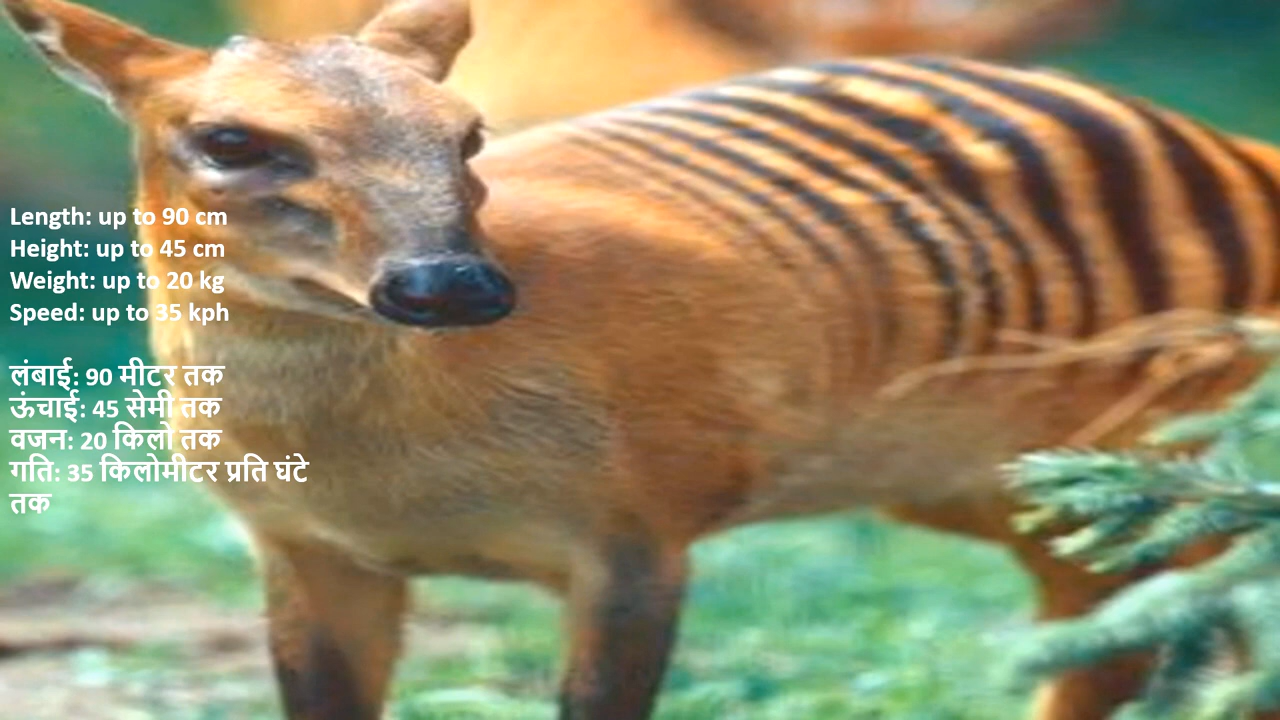 Length: up to 90 cm
Height: up to 45 cm
Weight: up to 20 kg
Speed: up to 35 kph
लंबाई: 90 मीटर तक
ऊंचाई: 45 सेमी तक
वजन: 20 किलो तक
गति: 35 किलोमीटर प्रति घंटे
तक